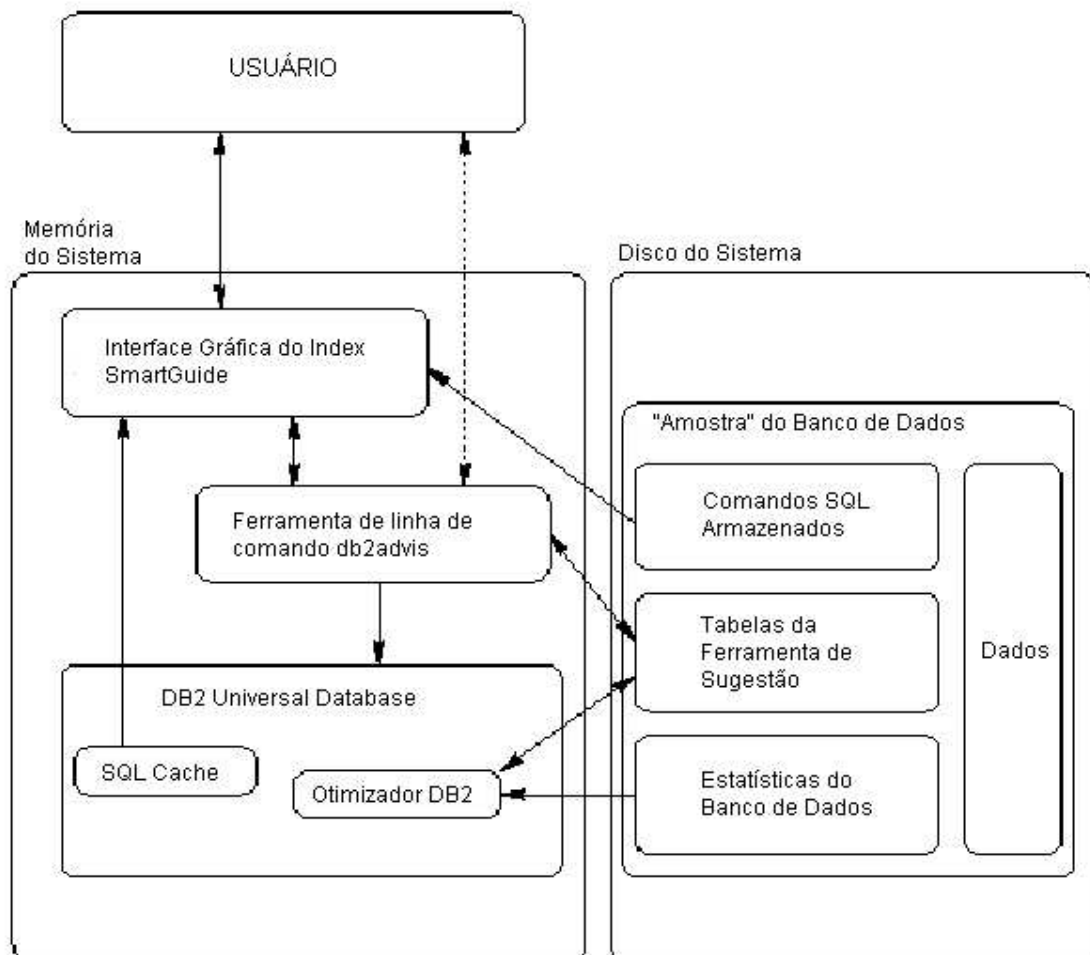 USUÁRIO
Memória
do Sistema
Disco do Sistema
Interface Gráfica do Index
SmartGuide
"Amostra" do Banco de Dados
Comandos SQL
Armazenados
Ferramenta de linha de
comando db2advis
Tabelas da
Ferramenta de
Sugestão
Dados
DB2 Universal Database
SQL Cache
Otimizador DB2
Estatísticas do
Banco de Dados